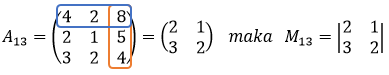 A₁₃ = (4 2 8
2 1 5
3 2 4) = (2 1
3 2) maka M₁₃ = |2 1
3 2|